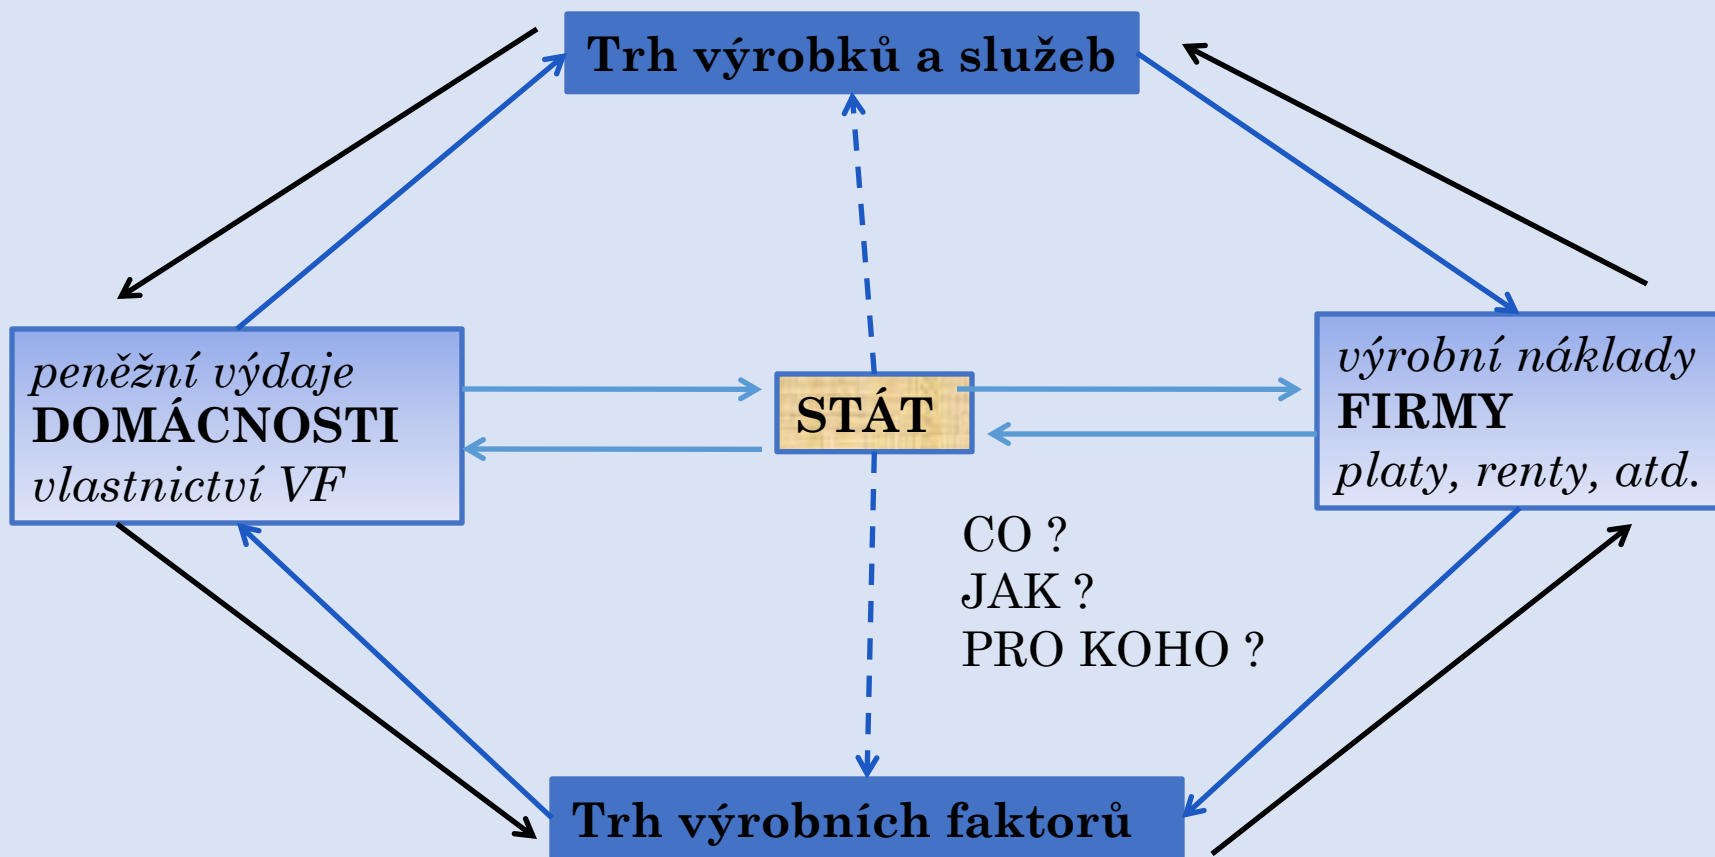 Trh výrobků a služeb
peněžní výdaje
DOMÁCNOSTI
vlastnictví VF
STÁT
výrobní náklady
FIRMY
platy, renty, atd.
CO ?
JAK ?
PRO KOHO ?
Trh výrobních faktorů